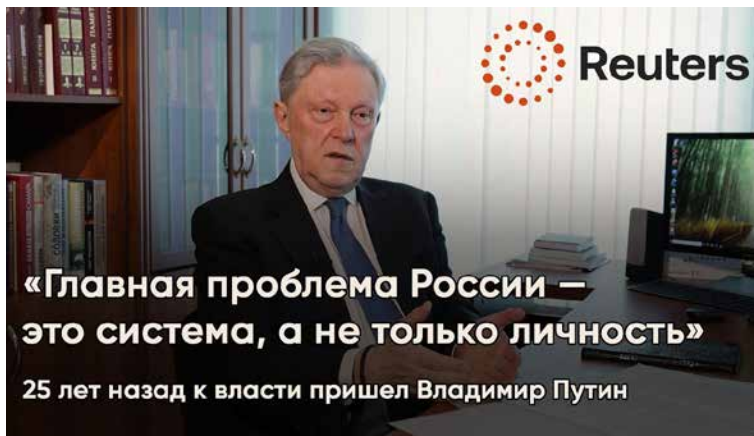 Reuters
«Главная проблема России —
это система, а не только личность»
25 лет назад к власти пришел Владимир Путин